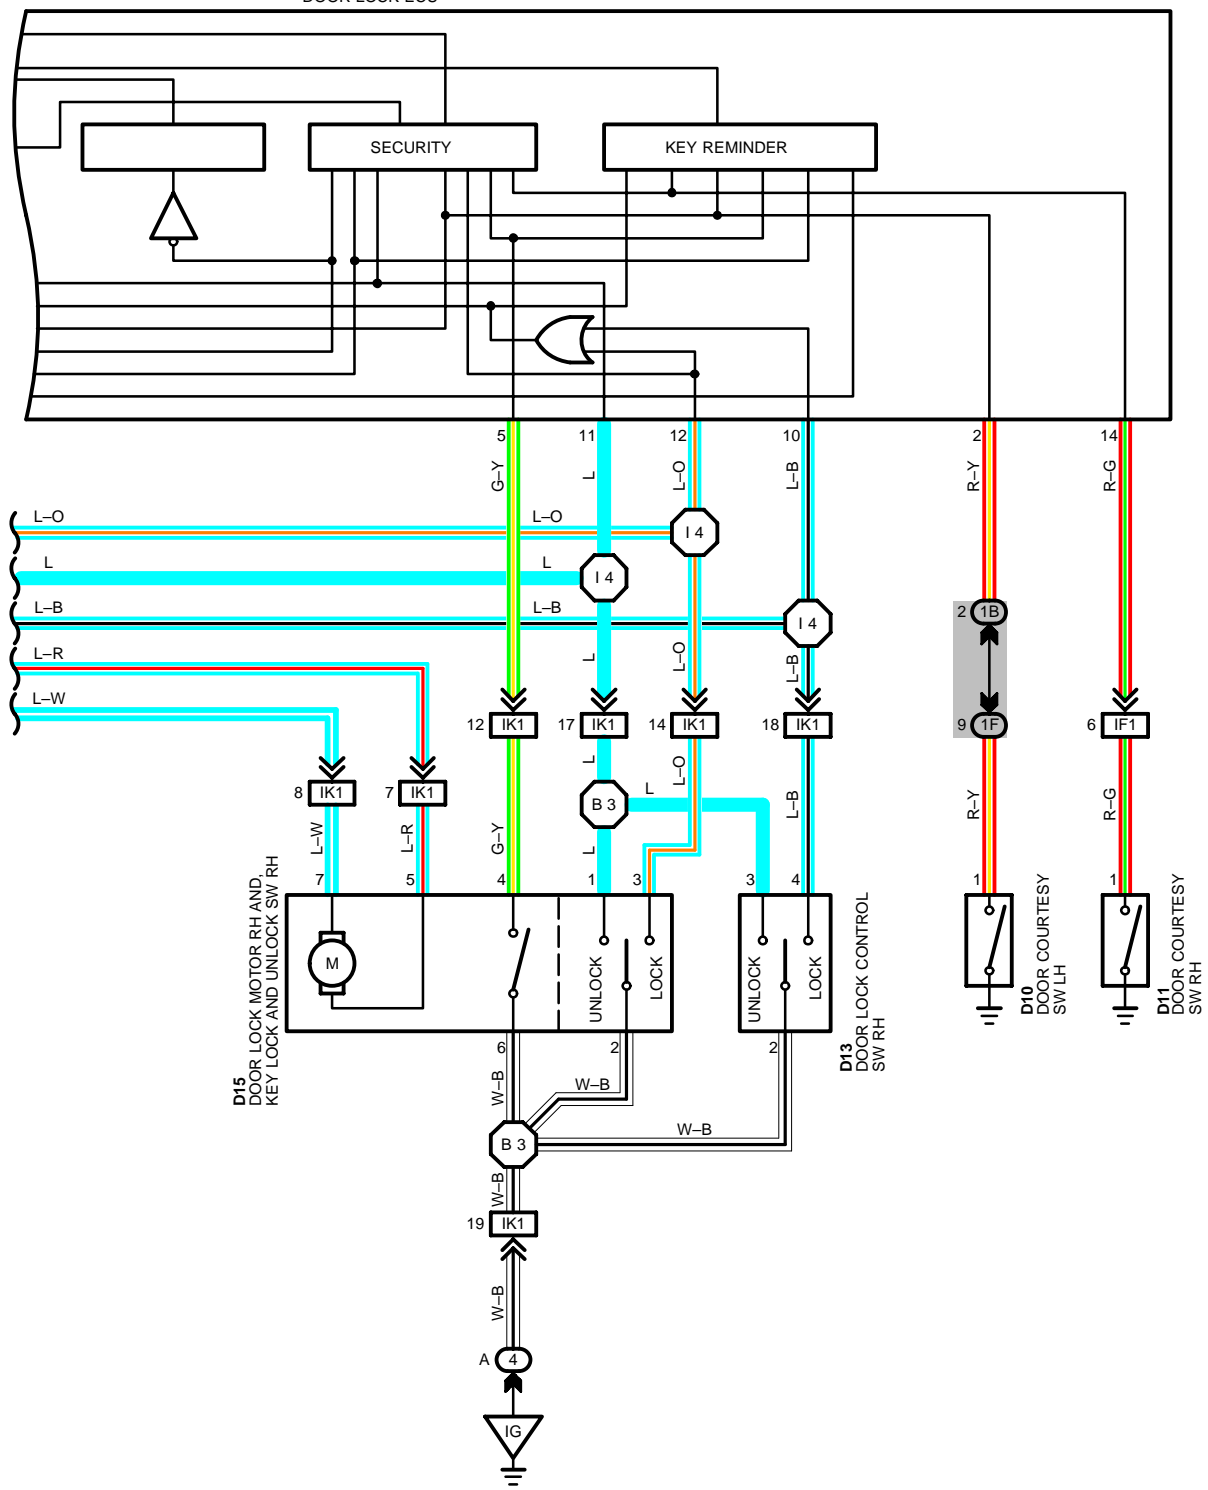 DOOR LOCK ECU
SECURITY
KEY REMINDER
5
11
12
10
2
14
G–Y
L
L–O
L–B
R–Y
R–G
L–O
L–O
I 4
L
L
I 4
L–B
L–B
I 4
2
1B
L–R
L
L–O
L–B
L–W
12
IK1
17
IK1
14
IK1
18
IK1
9
1F
6
IF1
L
L–O
8
IK1
7
IK1
B 3
L
L–B
R–Y
R–G
L–W
L–R
G–Y
L
7
5
4
1
3
3
4
1
1
M
UNLOCK
LOCK
UNLOCK
LOCK
D15
DOOR LOCK MOTOR RH AND,
KEY LOCK AND UNLOCK SW RH
D13
DOOR LOCK CONTROL
SW RH
D10
DOOR COURTESY
SW LH
D11
DOOR COURTESY
SW RH
6
2
2
W–B
W–B
W–B
B 3
W–B
19
IK1
W–B
A
4
IG